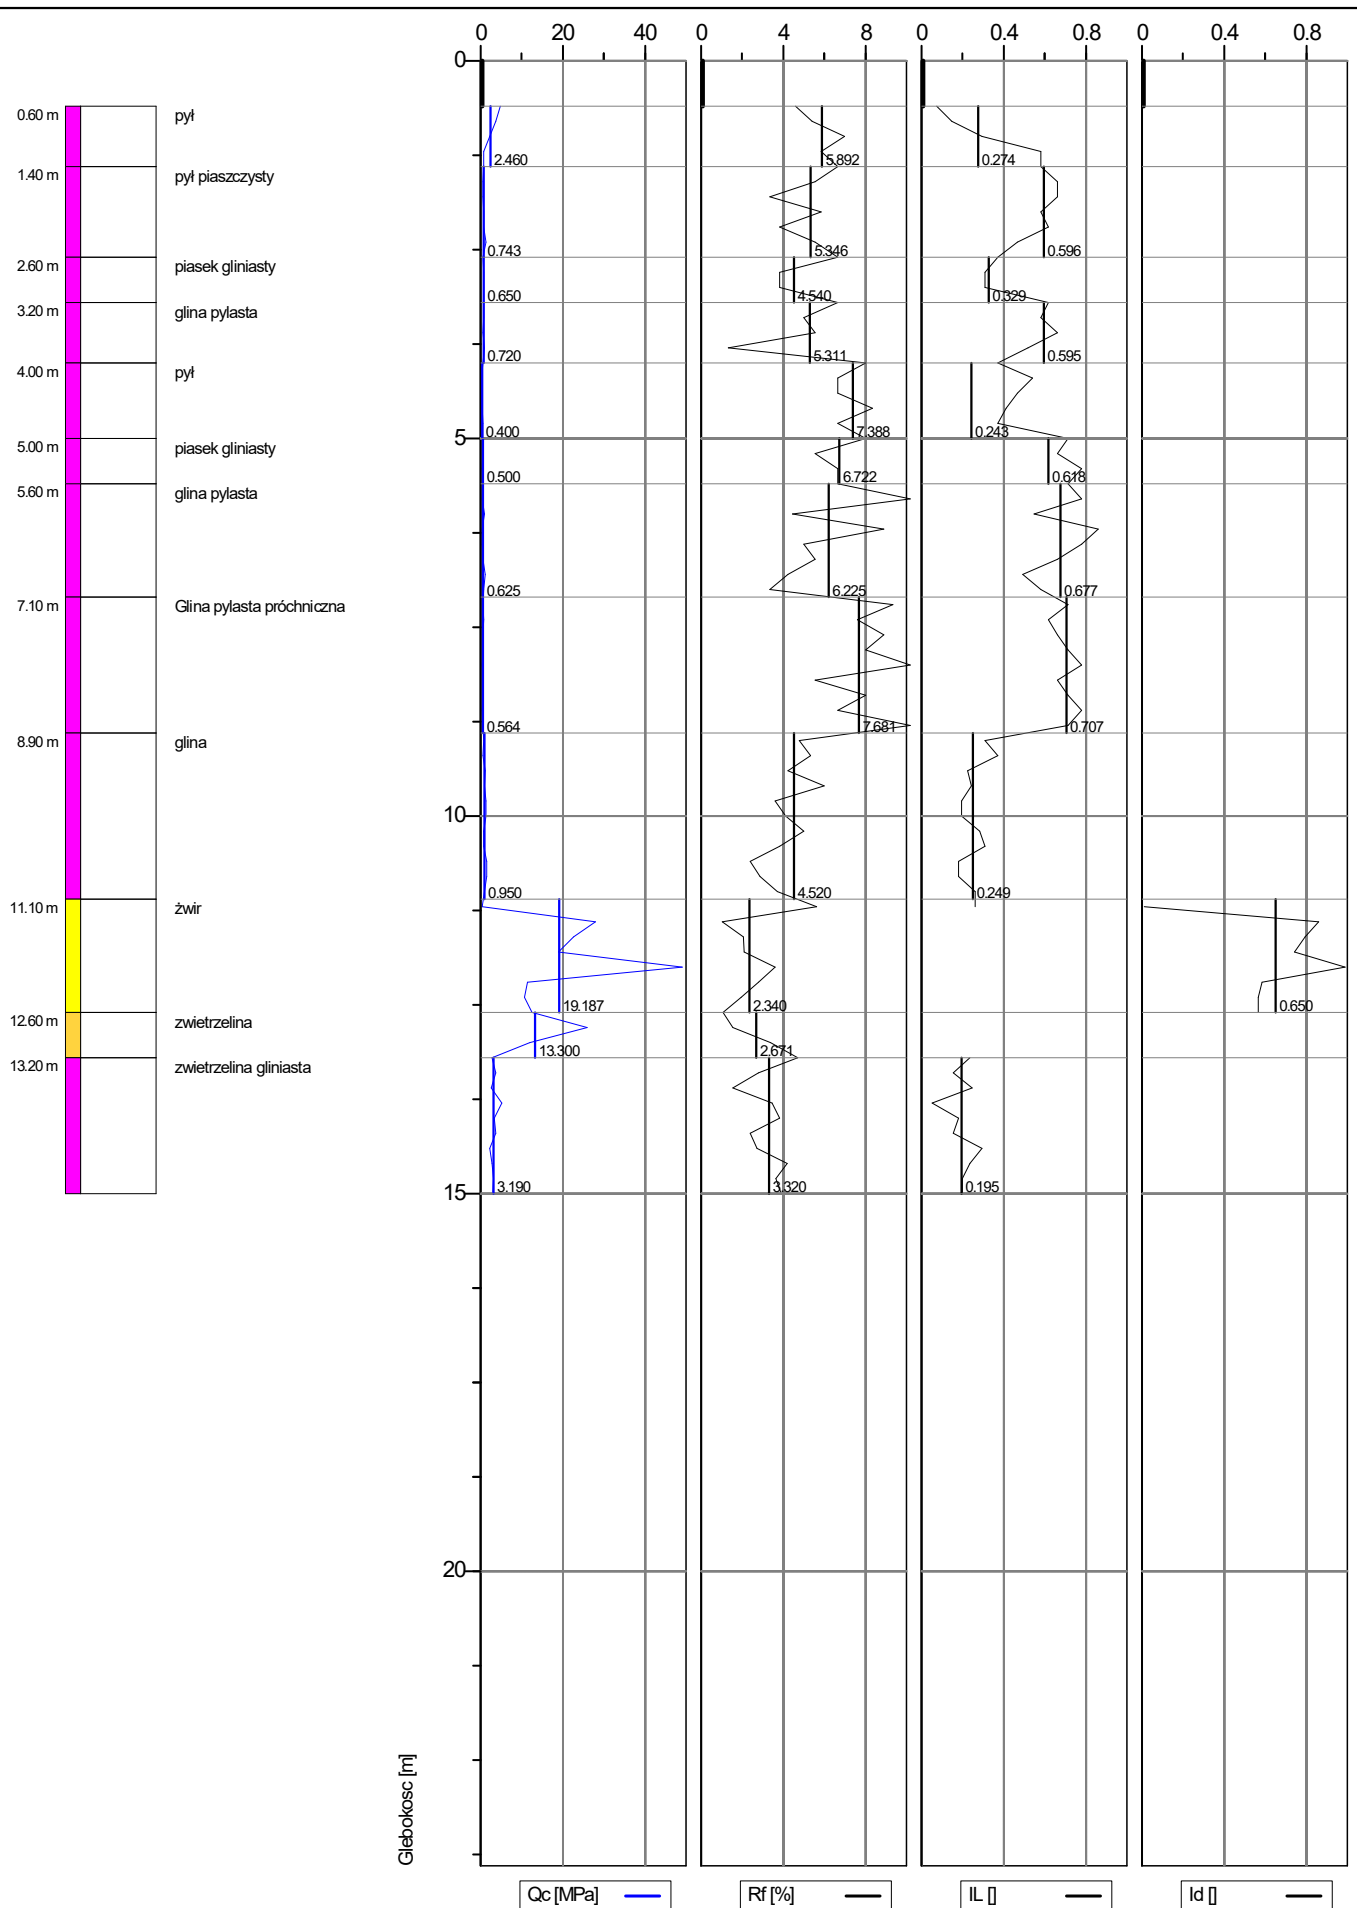 0 20 40 0 4 8 0 0.4 0.8 0 0.4 0.8
0
0.60 m pył
2.460 5.892 0.274
1.40 m pył piaszczysty
0.743 5.346 0.596
2.60 m piasek gliniasty
0.650 4.540 0.329
3.20 m glina pylasta
0.720 5.311 0.595
4.00 m pył
0.400 7.388 0.243
5
5.00 m piasek gliniasty
0.500 6.722 0.618
5.60 m glina pylasta
0.625 6.225 0.677
7.10 m Glina pylasta próchniczna
0.564 7.681 0.707
8.90 m glina
10
0.950 4.520 0.249
11.10 m żwir
19.187 2.340 0.650
12.60 m zwietrzelina
13.300 2.671
13.20 m zwietrzelina gliniasta
3.190 3.320 0.195
15
20
Glebokosc [m]
Qc [MPa] Rf [%] IL [] Id []